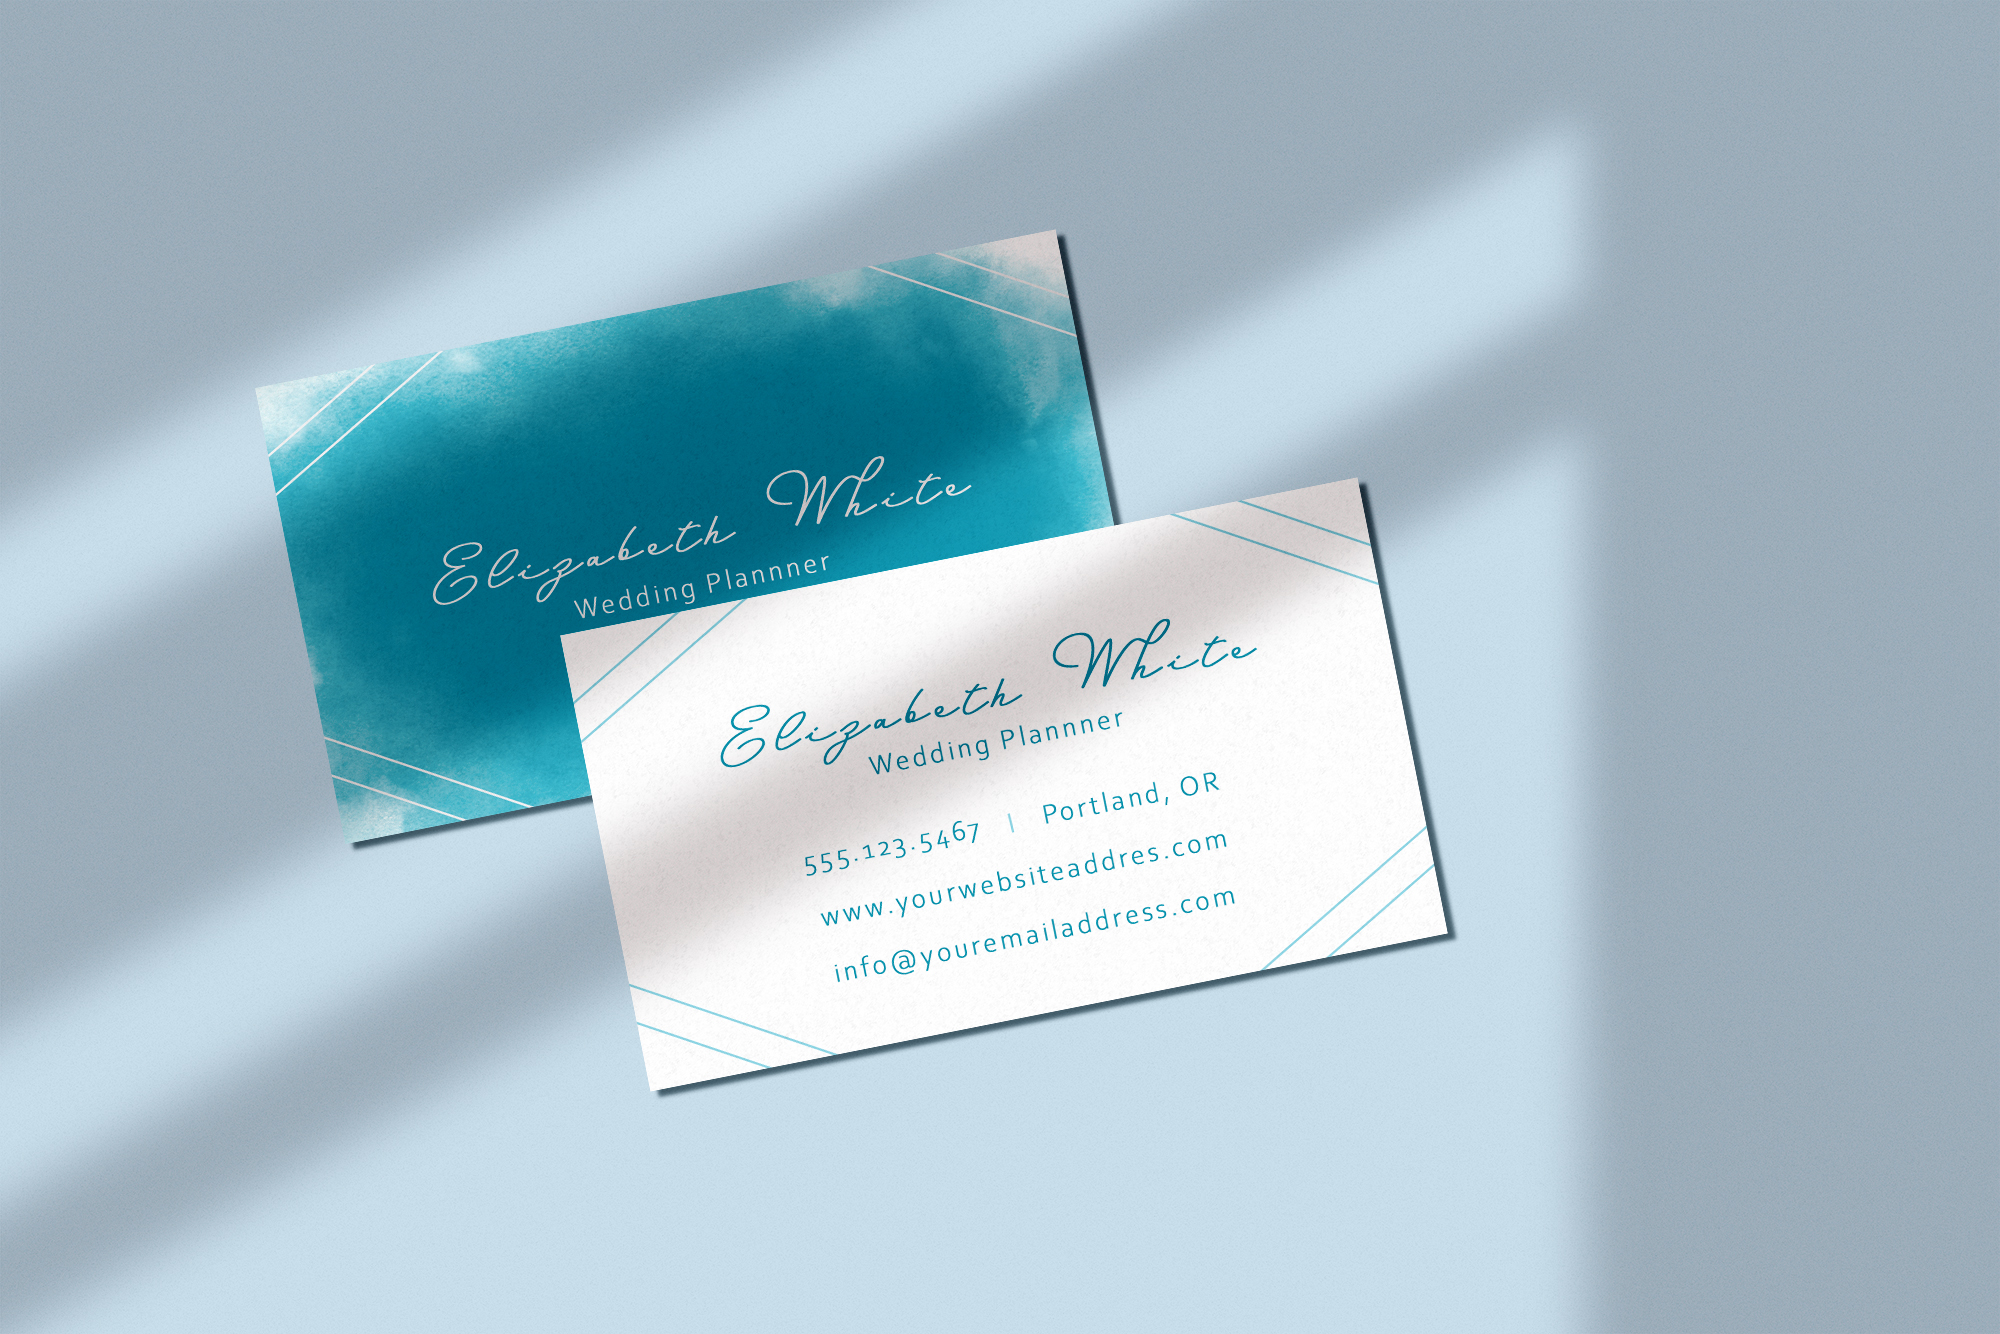 Elizabeth White
Wedding Plannner
Elizabeth White
Wedding Plannner
555.123.5467 | Portland, OR
www.yourwebsiteaddres.com
info@youremailaddress.com